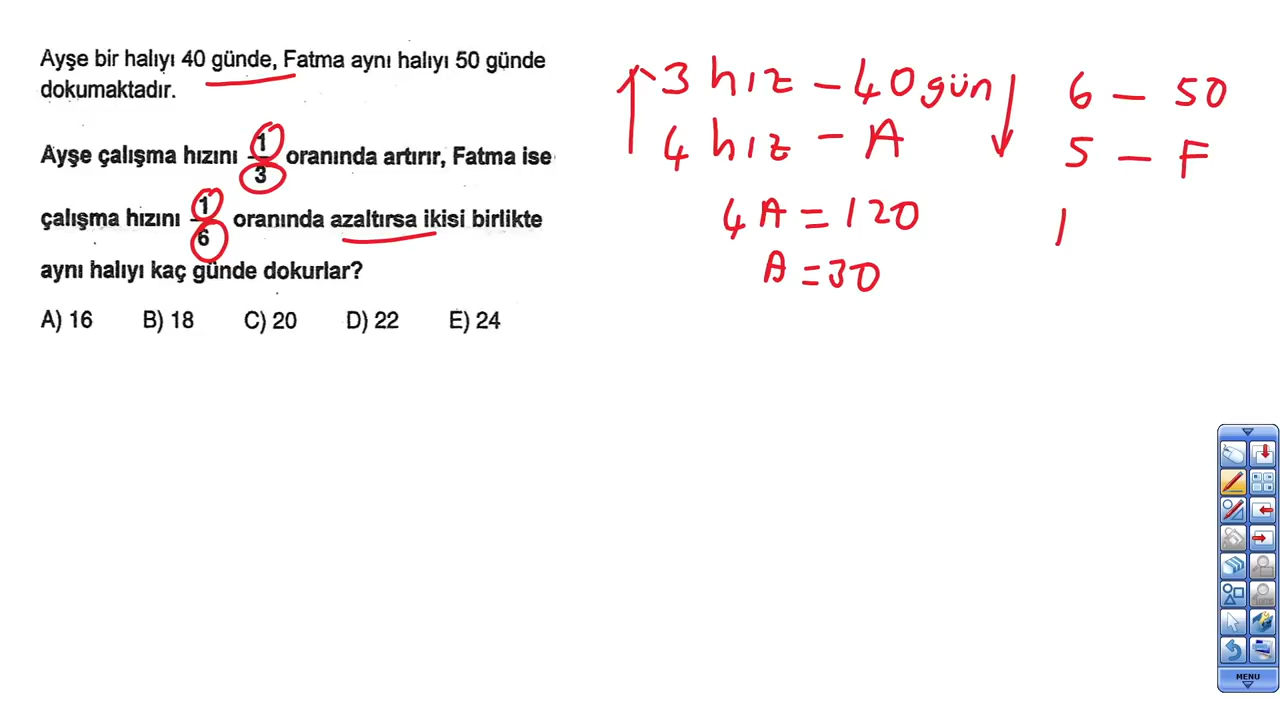 Ayşe bir halıyı 40 günde, Fatma aynı halıyı 50 günde
dokumaktadır.
Ayşe çalışma hızını 1/3 oranında artırır, Fatma ise
çalışma hızını 1/6 oranında azaltırsa ikisi birlikte
aynı halıyı kaç günde dokurlar?
A) 16 B) 18 C) 20 D) 22 E) 24
3 hız – 40 gün
4 hız – A
4A = 120
A = 30
6 – 50
5 – F
1
MENU